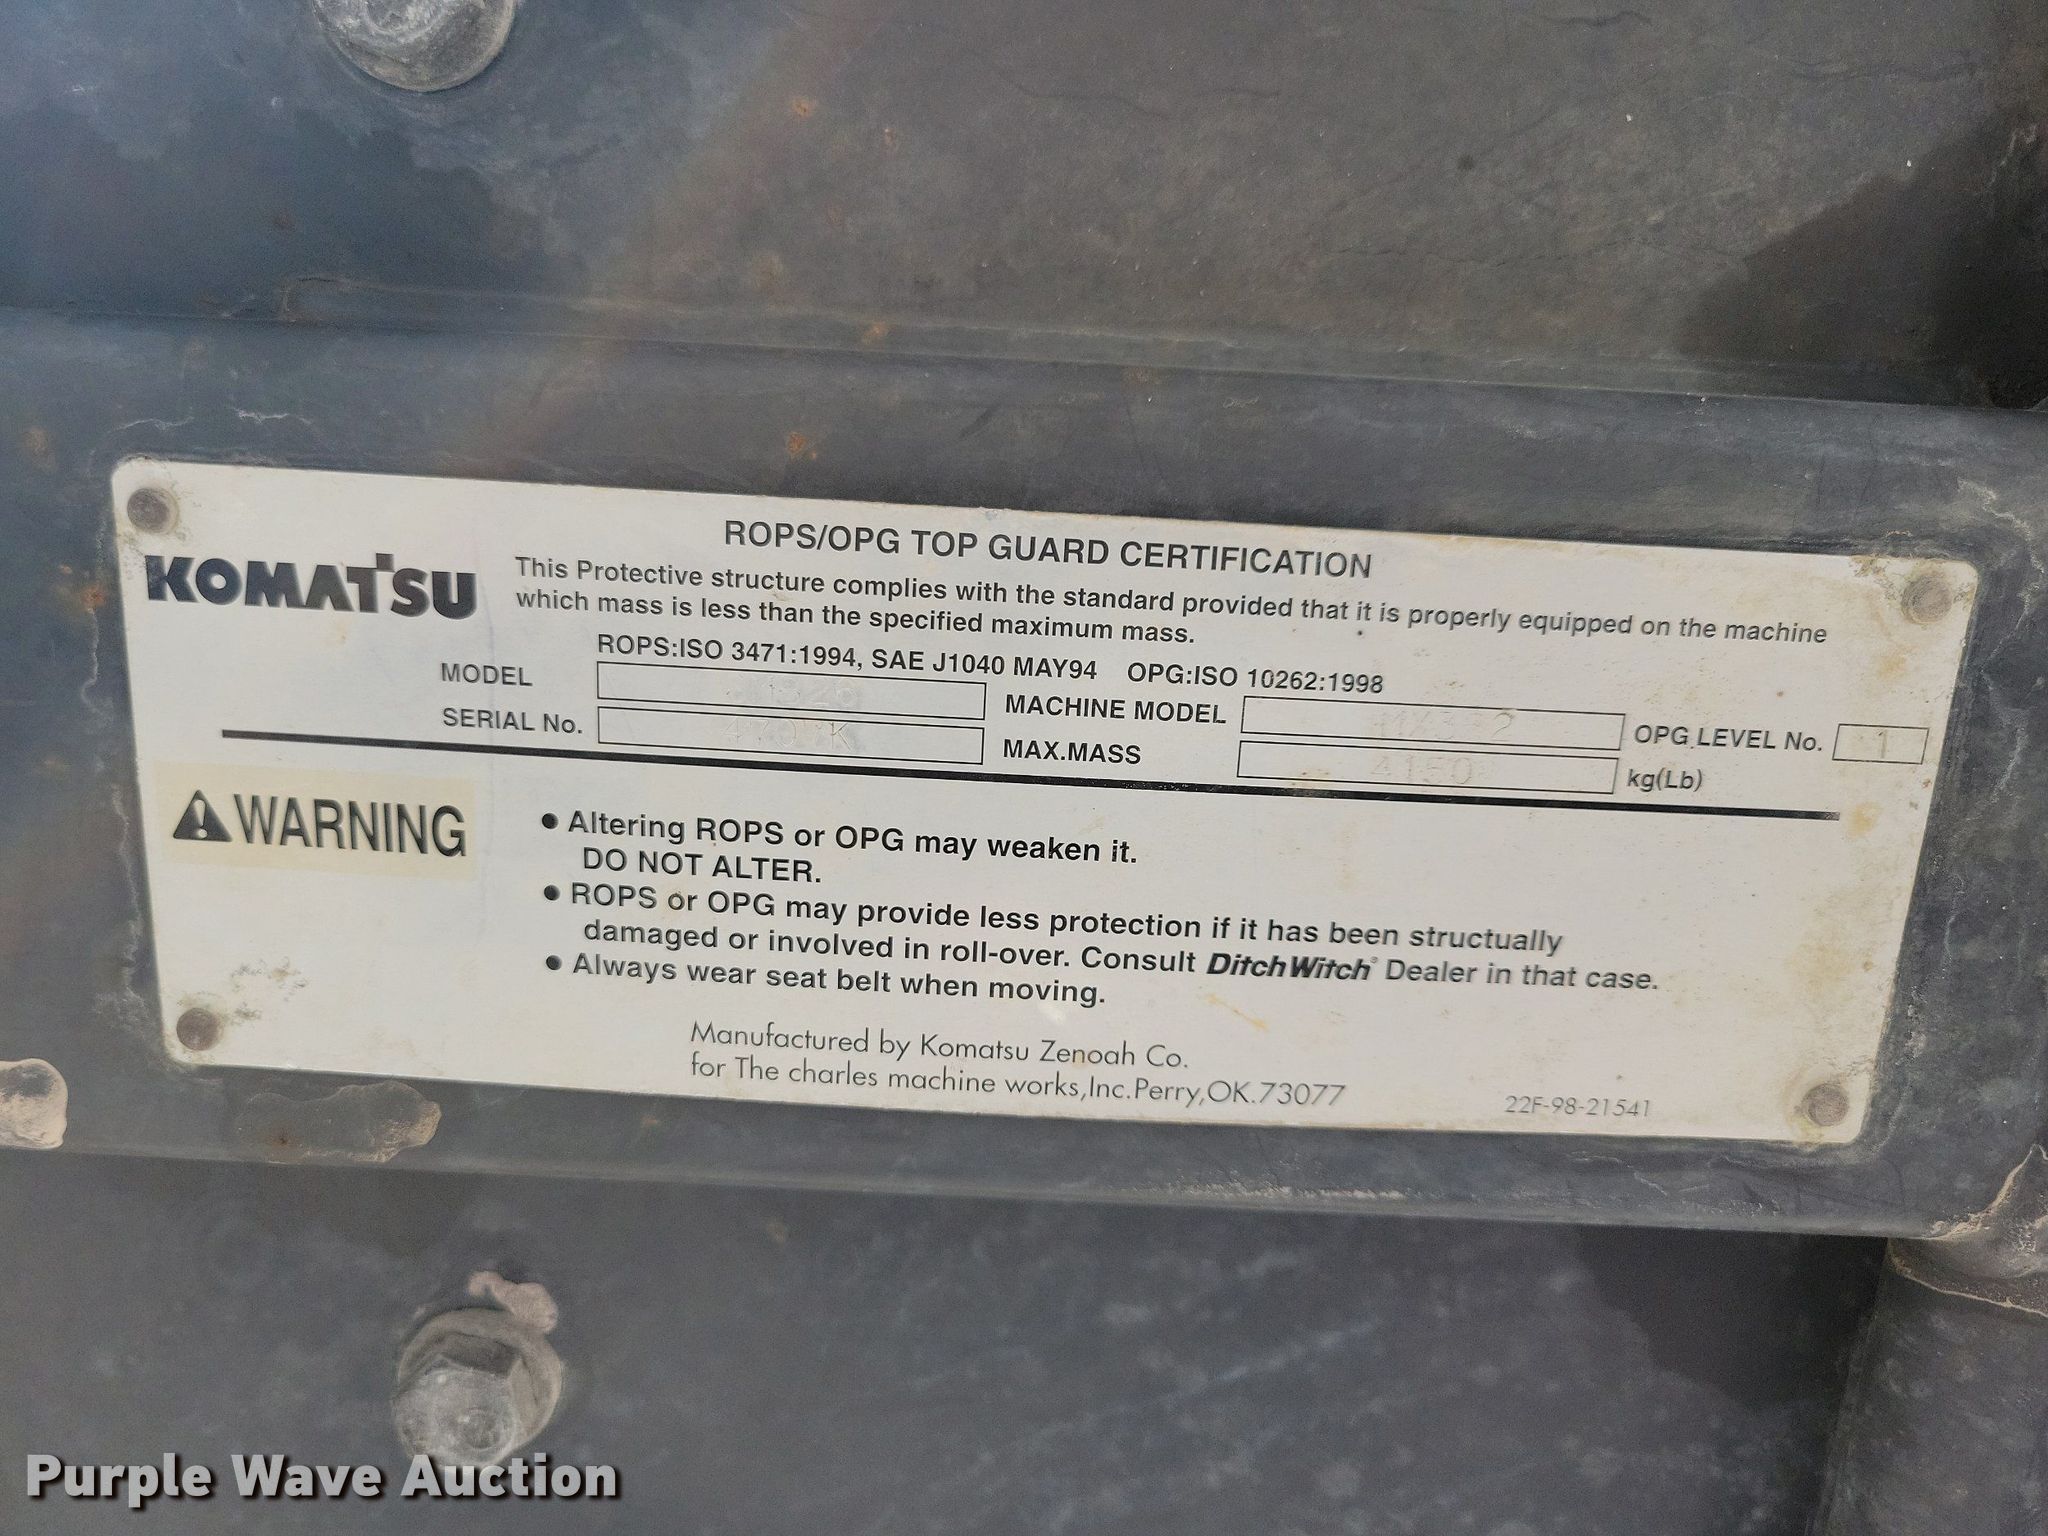 ROPS/OPG TOP GUARD CERTIFICATION
KOMATSU
This Protective structure complies with the standard provided that it is properly equipped on the machine
which mass is less than the specified maximum mass.
ROPS:ISO 3471:1994, SAE J1040 MAY94 OPG:ISO 10262:1998
MODEL
MACHINE MODEL
OPG LEVEL No. 1
SERIAL No.
MAX.MASS 4150 kg(Lb)
WARNING
● Altering ROPS or OPG may weaken it.
DO NOT ALTER.
● ROPS or OPG may provide less protection if it has been structually
damaged or involved in roll-over. Consult DitchWitch® Dealer in that case.
● Always wear seat belt when moving.
Manufactured by Komatsu Zenoah Co.
for The charles machine works,Inc.Perry,OK.73077
22F-98-21541
Purple Wave Auction